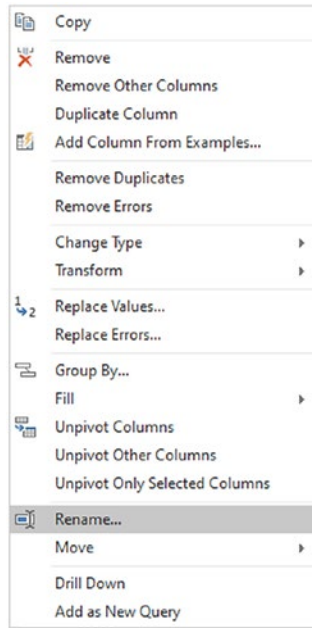 Copy
Remove
Remove Other Columns
Duplicate Column
Add Column From Examples...
Remove Duplicates
Remove Errors
Change Type
Transform
1
2
Replace Values...
Replace Errors...
Group By...
Fill
Unpivot Columns
Unpivot Other Columns
Unpivot Only Selected Columns
Rename...
Move
Drill Down
Add as New Query